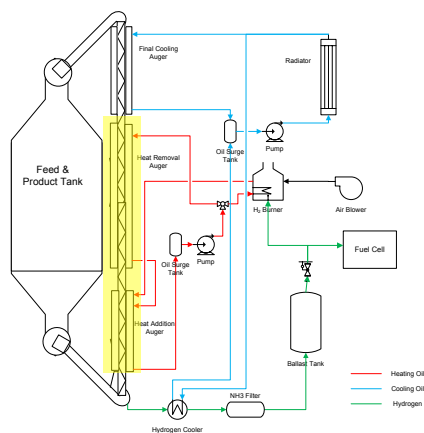 Final Cooling
Auger
Radiator
Oil Surge
Tank
Pump
Feed &
Product Tank
Heat Removal
Auger
H2 Burner
Air Blower
Oil Surge
Tank
Pump
Fuel Cell
Heat Addition
Auger
Ballast Tank
NH3 Filter
Hydrogen Cooler
Heating Oil
Cooling Oil
Hydrogen